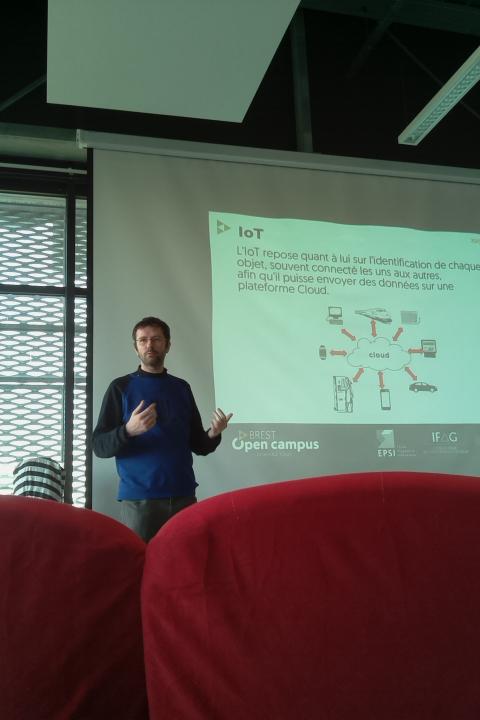 IoT
L'IoT repose quant à lui sur l'identification de chaque
objet, souvent connecté les uns aux autres,
afin qu'il puisse envoyer des données sur une
plateforme Cloud.
cloud
BREST
Open campus
EPSI
IFAG